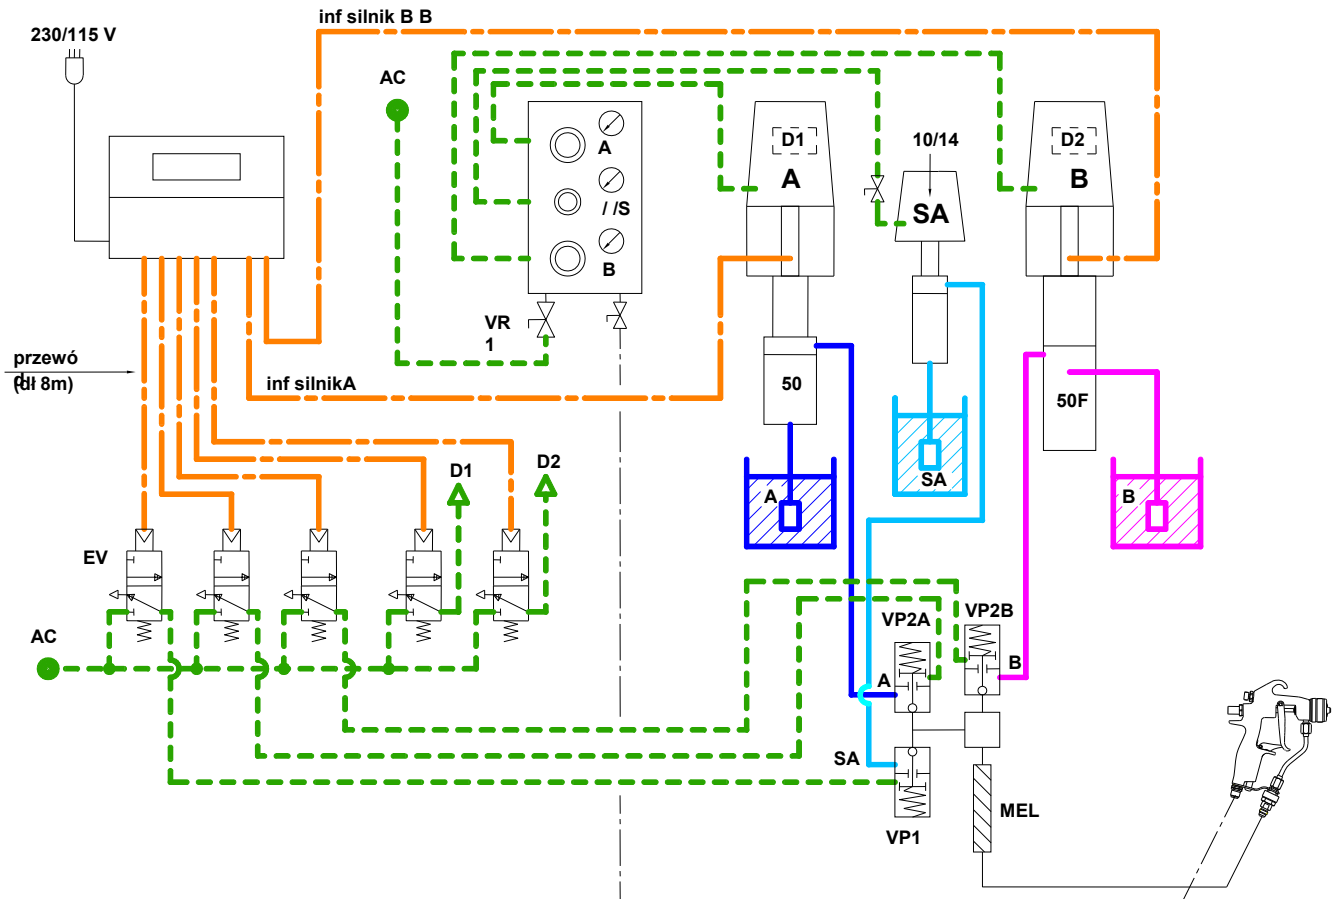 inf silnik B B
230/115 V
AC
A
/ /S
B
VR
1
D1
A
10/14
SA
D2
B
przewó
(dł 8m)
inf silnikA
50
50F
A
SA
B
D1
D2
EV
AC
VP2A
VP2B
A
B
SA
VP1
MEL